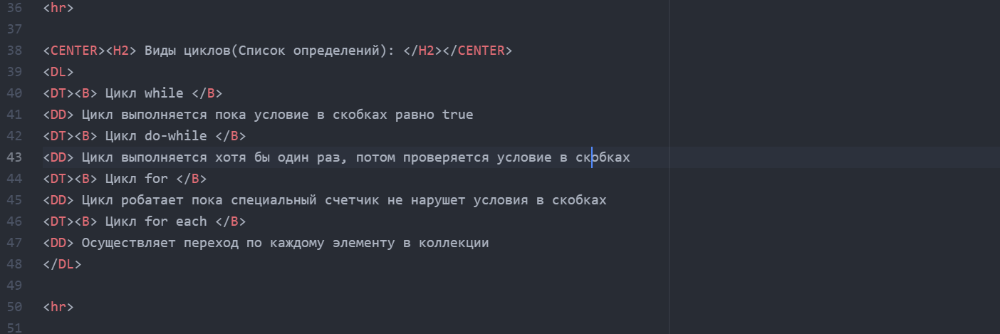 36 <hr>
37
38 <CENTER><H2> Виды циклов(Список определений): </H2></CENTER>
39 <DL>
40 <DT><B> Цикл while </B>
41 <DD> Цикл выполняется пока условие в скобках равно true
42 <DT><B> Цикл do-while </B>
43 <DD> Цикл выполняется хотя бы один раз, потом проверяется условие в скобках
44 <DT><B> Цикл for </B>
45 <DD> Цикл робатает пока специальный счетчик не нарушет условия в скобках
46 <DT><B> Цикл for each </B>
47 <DD> Осуществляет переход по каждому элементу в коллекции
48 </DL>
49
50 <hr>
51